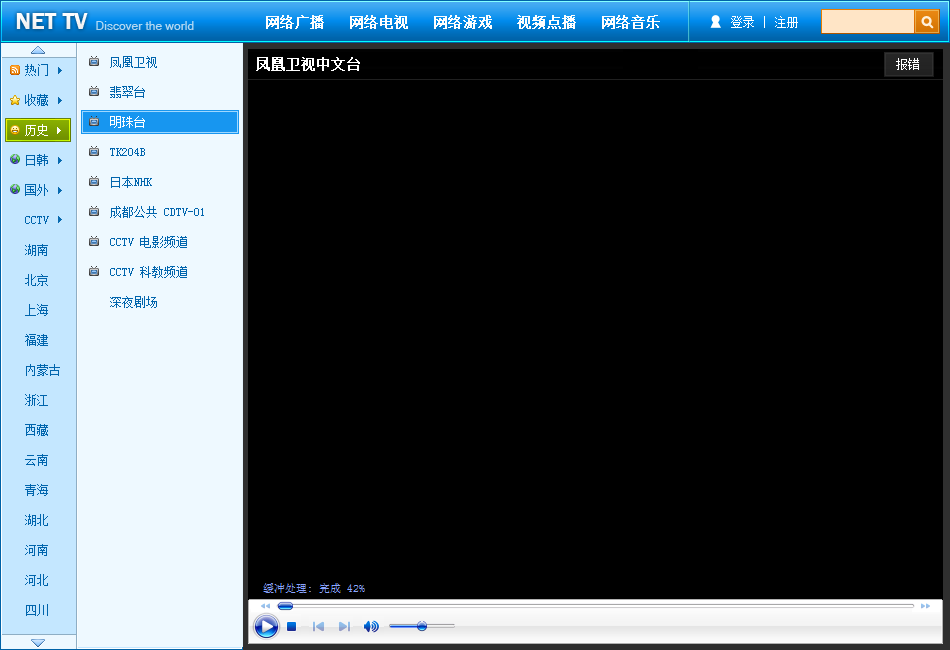 NET TV Discover the world 网络广播 网络电视 网络游戏 视频点播 网络音乐 登录 | 注册
热门
收藏
历史
日韩
国外
CCTV
湖南
北京
上海
福建
内蒙古
浙江
西藏
云南
青海
湖北
河南
河北
四川
凤凰卫视
翡翠台
明珠台
TK204B
日本NHK
成都公共 CDTV-01
CCTV 电影频道
CCTV 科教频道
深夜剧场
凤凰卫视中文台 报错
缓冲处理: 完成 42%